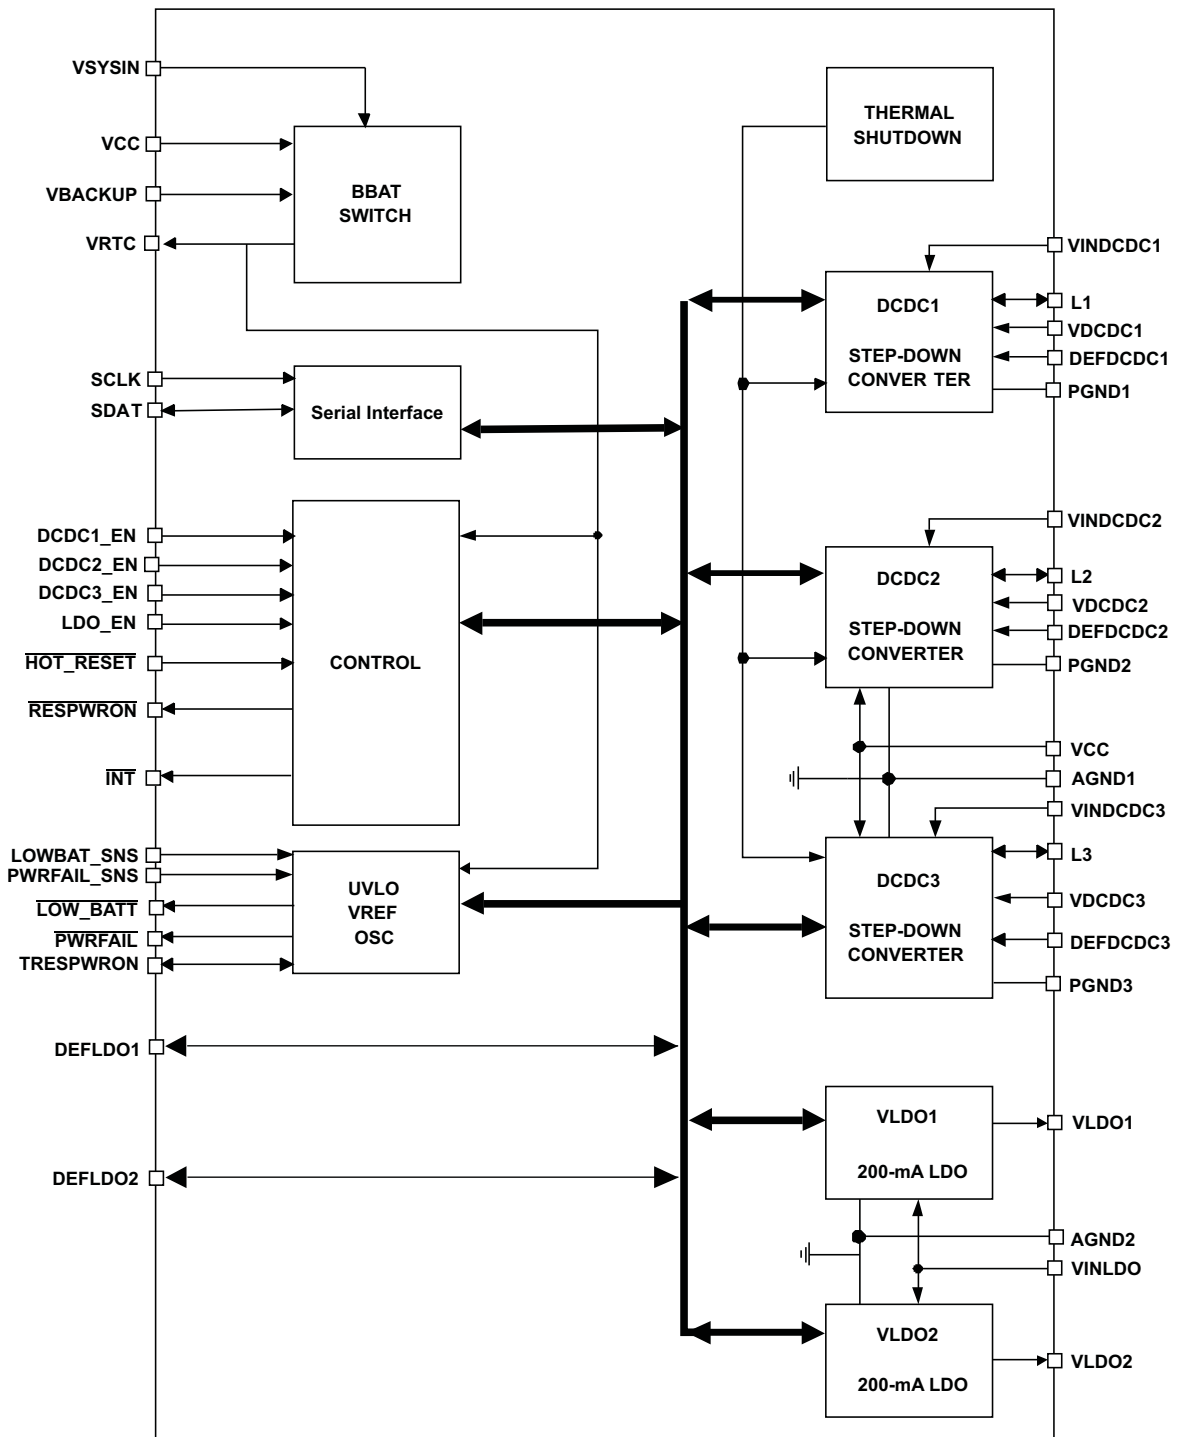 VSYSIN
VCC
VBACKUP
VRTC
BBAT
SWITCH
THERMAL
SHUTDOWN
SCLK
SDAT
Serial Interface
DCDC1_EN
DCDC2_EN
DCDC3_EN
LDO_EN
HOT_RESET
RESPWRON
INT
CONTROL
LOWBAT_SNS
PWRFAIL_SNS
LOW_BATT
PWRFAIL
TRESPWRON
UVLO
VREF
OSC
DEFLDO1
DEFLDO2
DCDC1
STEP-DOWN
CONVER TER
VINDCDC1
L1
VDCDC1
DEFDCDC1
PGND1
DCDC2
STEP-DOWN
CONVERTER
VINDCDC2
L2
VDCDC2
DEFDCDC2
PGND2
VCC
AGND1
VINDCDC3
DCDC3
STEP-DOWN
CONVERTER
L3
VDCDC3
DEFDCDC3
PGND3
VLDO1
200-mA LDO
VLDO1
AGND2
VINLDO
VLDO2
200-mA LDO
VLDO2